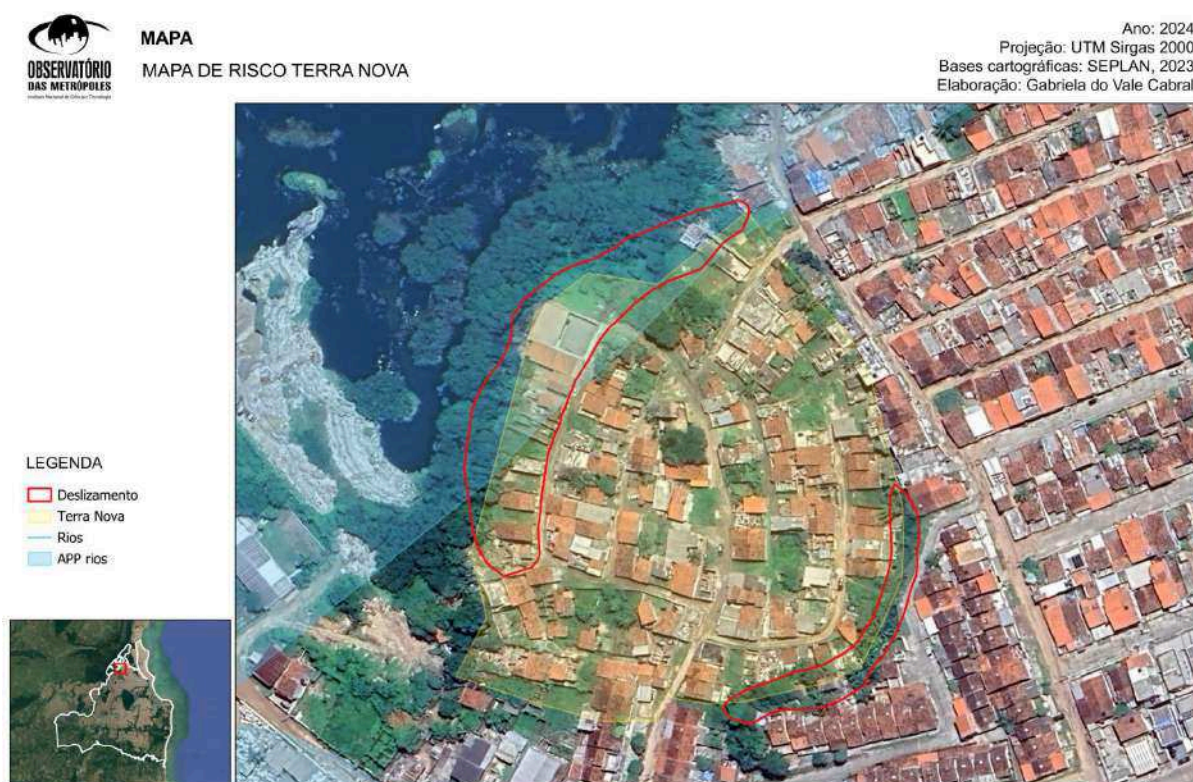 OBSERVATÓRIO
DAS METRÓPOLES
MAPA
MAPA DE RISCO TERRA NOVA
Ano: 2024
Projeção: UTM Sirgas 2000
Bases cartográficas: SEPLAN, 2023
Elaboração: Gabriela do Vale Cabral
LEGENDA
Deslizamento
Terra Nova
Rios
APP rios